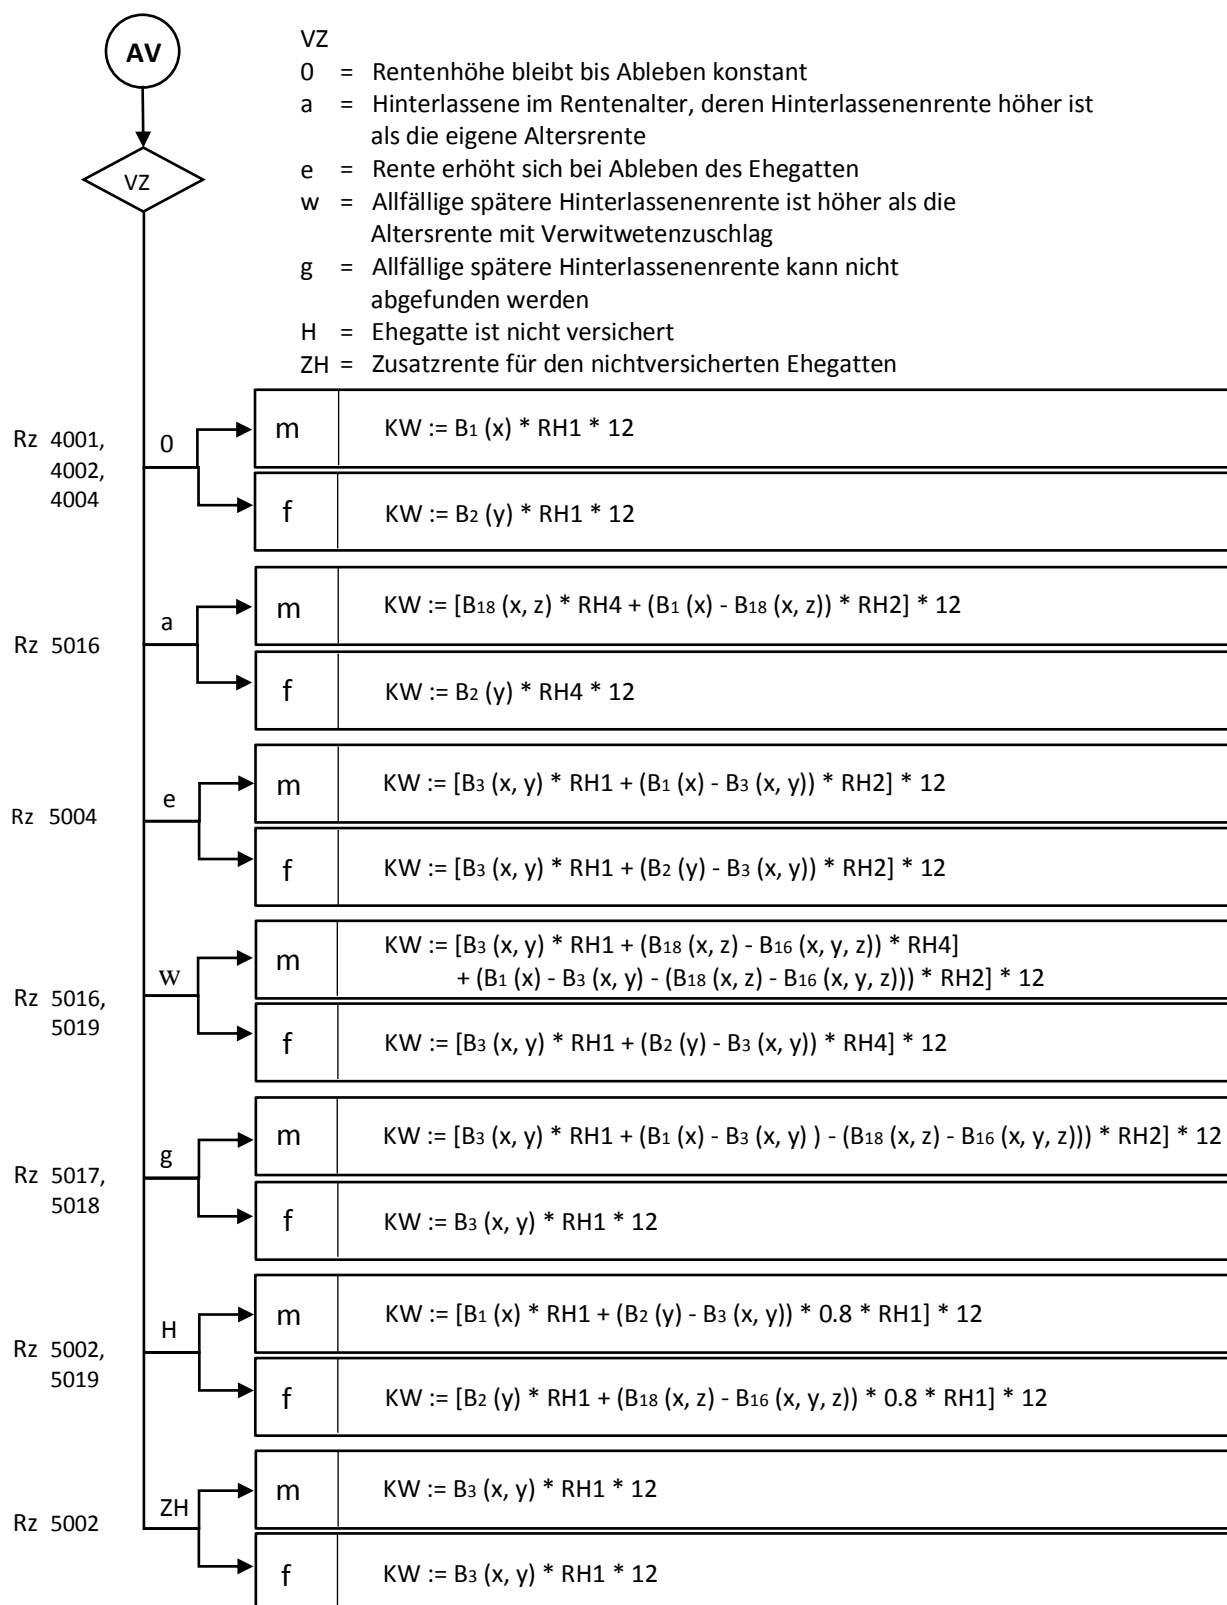 AV
VZ
VZ
0 = Rentenhöhe bleibt bis Ableben konstant
a = Hinterlassene im Rentenalter, deren Hinterlassenenrente höher ist
als die eigene Altersrente
e = Rente erhöht sich bei Ableben des Ehegatten
w = Allfällige spätere Hinterlassenenrente ist höher als die
Altersrente mit Verwitwetenzuschlag
g = Allfällige spätere Hinterlassenenrente kann nicht
abgefunden werden
H = Ehegatte ist nicht versichert
ZH = Zusatzrente für den nichtversicherten Ehegatten
Rz 4001,
4002,
4004
0
m KW := B1 (x) * RH1 * 12
f KW := B2 (y) * RH1 * 12
Rz 5016
a
m KW := [B18 (x, z) * RH4 + (B1 (x) - B18 (x, z)) * RH2] * 12
f KW := B2 (y) * RH4 * 12
Rz 5004
e
m KW := [B3 (x, y) * RH1 + (B1 (x) - B3 (x, y)) * RH2] * 12
f KW := [B3 (x, y) * RH1 + (B2 (y) - B3 (x, y)) * RH2] * 12
Rz 5016,
5019
w
m KW := [B3 (x, y) * RH1 + (B18 (x, z) - B16 (x, y, z)) * RH4]
+ (B1 (x) - B3 (x, y) - (B18 (x, z) - B16 (x, y, z))) * RH2] * 12
f KW := [B3 (x, y) * RH1 + (B2 (y) - B3 (x, y)) * RH4] * 12
Rz 5017,
5018
g
m KW := [B3 (x, y) * RH1 + (B1 (x) - B3 (x, y) ) - (B18 (x, z) - B16 (x, y, z))) * RH2] * 12
f KW := B3 (x, y) * RH1 * 12
Rz 5002,
5019
H
m KW := [B1 (x) * RH1 + (B2 (y) - B3 (x, y)) * 0.8 * RH1] * 12
f KW := [B2 (y) * RH1 + (B18 (x, z) - B16 (x, y, z)) * 0.8 * RH1] * 12
Rz 5002
ZH
m KW := B3 (x, y) * RH1 * 12
f KW := B3 (x, y) * RH1 * 12